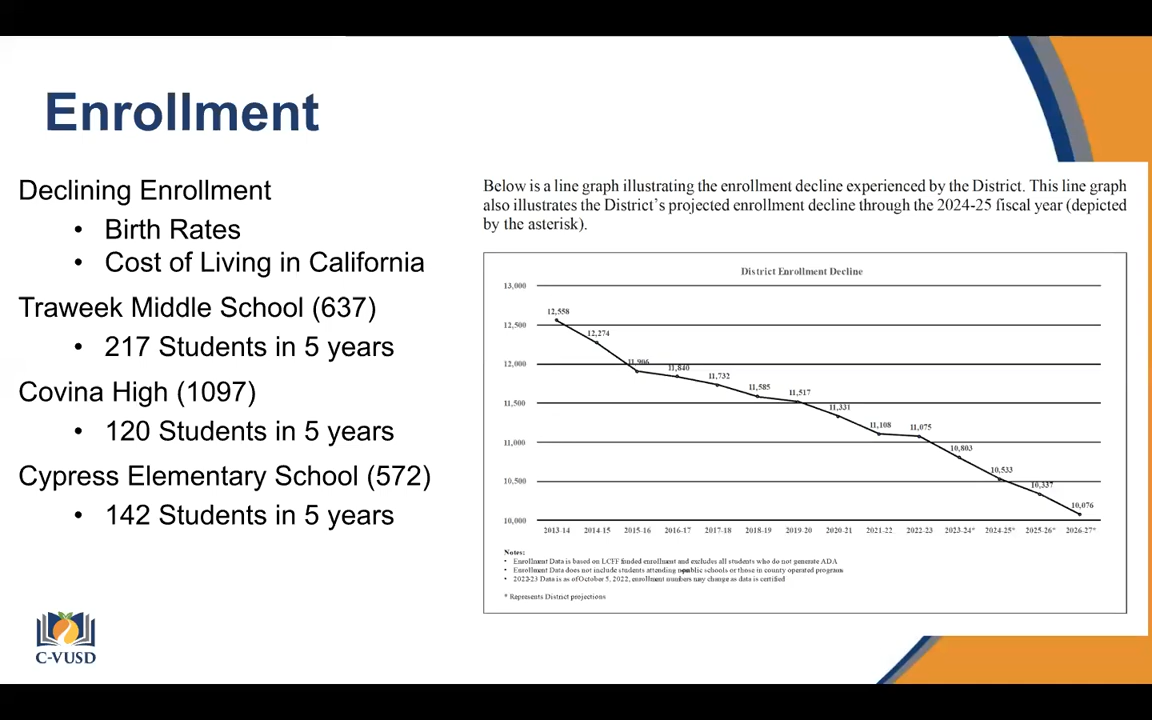 Enrollment
Declining Enrollment
• Birth Rates
• Cost of Living in California
Traweek Middle School (637)
• 217 Students in 5 years
Covina High (1097)
• 120 Students in 5 years
Cypress Elementary School (572)
• 142 Students in 5 years
C-VUSD
Below is a line graph illustrating the enrollment decline experienced by the District. This line graph
also illustrates the District's projected enrollment decline through the 2024-25 fiscal year (depicted
by the asterisk).
District Enrollment Decline
13,000
12,500
12,000
11,500
11,000
10,500
10,000
12,558
12,274
11,906
11,840
11,732
11,585
11,517
11,331
11,108
11,075
10,803
10,533
10,337
10,076
2013-14 2014-15 2015-16 2016-17 2017-18 2018-19 2019-20 2020-21 2021-22 2022-23 2023-24* 2024-25* 2025-26* 2026-27*
Notes:
• Enrollment Data is based on LCFF funded enrollment and excludes all students who do not generate ADA
• Enrollment Data does not include students attending public schools or those in county operated programs
• 2022-23 Data is as of October 5, 2022, enrollment numbers may change as data is certified
* Represents District projections